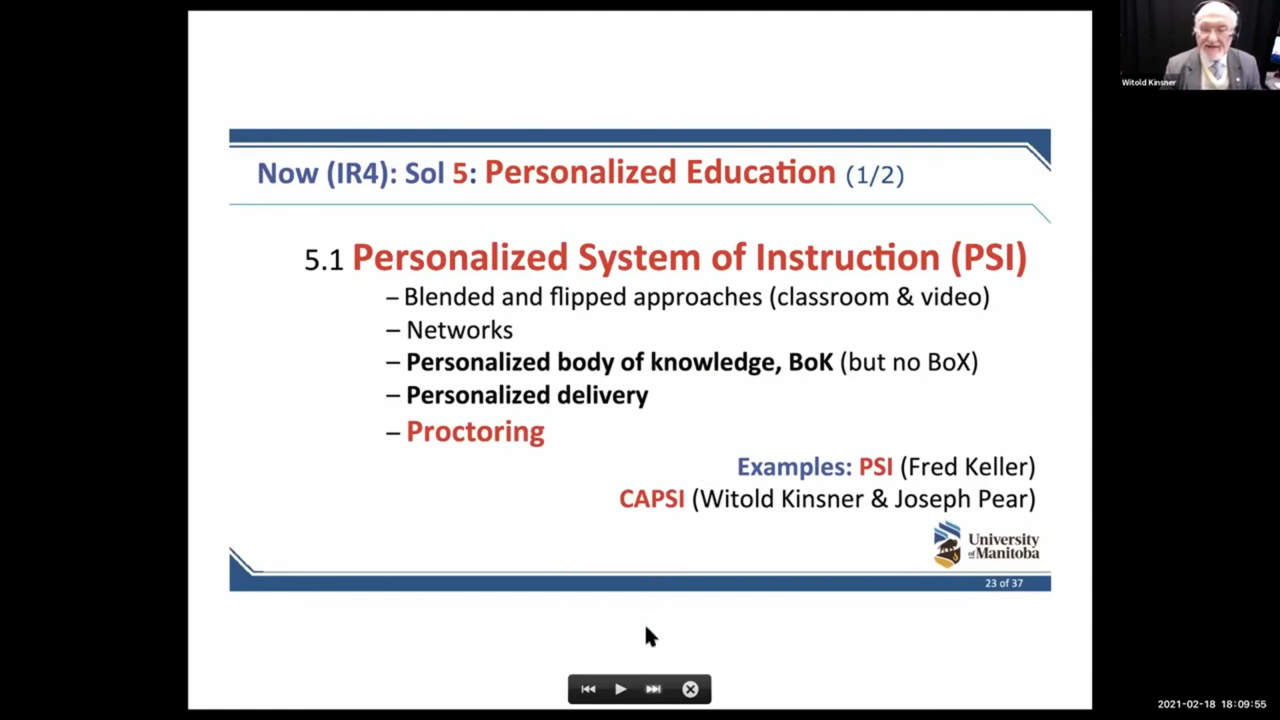 Witold Kinsner
Now (IR4): Sol 5: Personalized Education (1/2)
5.1 Personalized System of Instruction (PSI)
– Blended and flipped approaches (classroom & video)
– Networks
– Personalized body of knowledge, BoK (but no BoX)
– Personalized delivery
– Proctoring
Examples: PSI (Fred Keller)
CAPSI (Witold Kinsner & Joseph Pear)
University
of Manitoba
23 of 37
2021-02-18 18:09:55